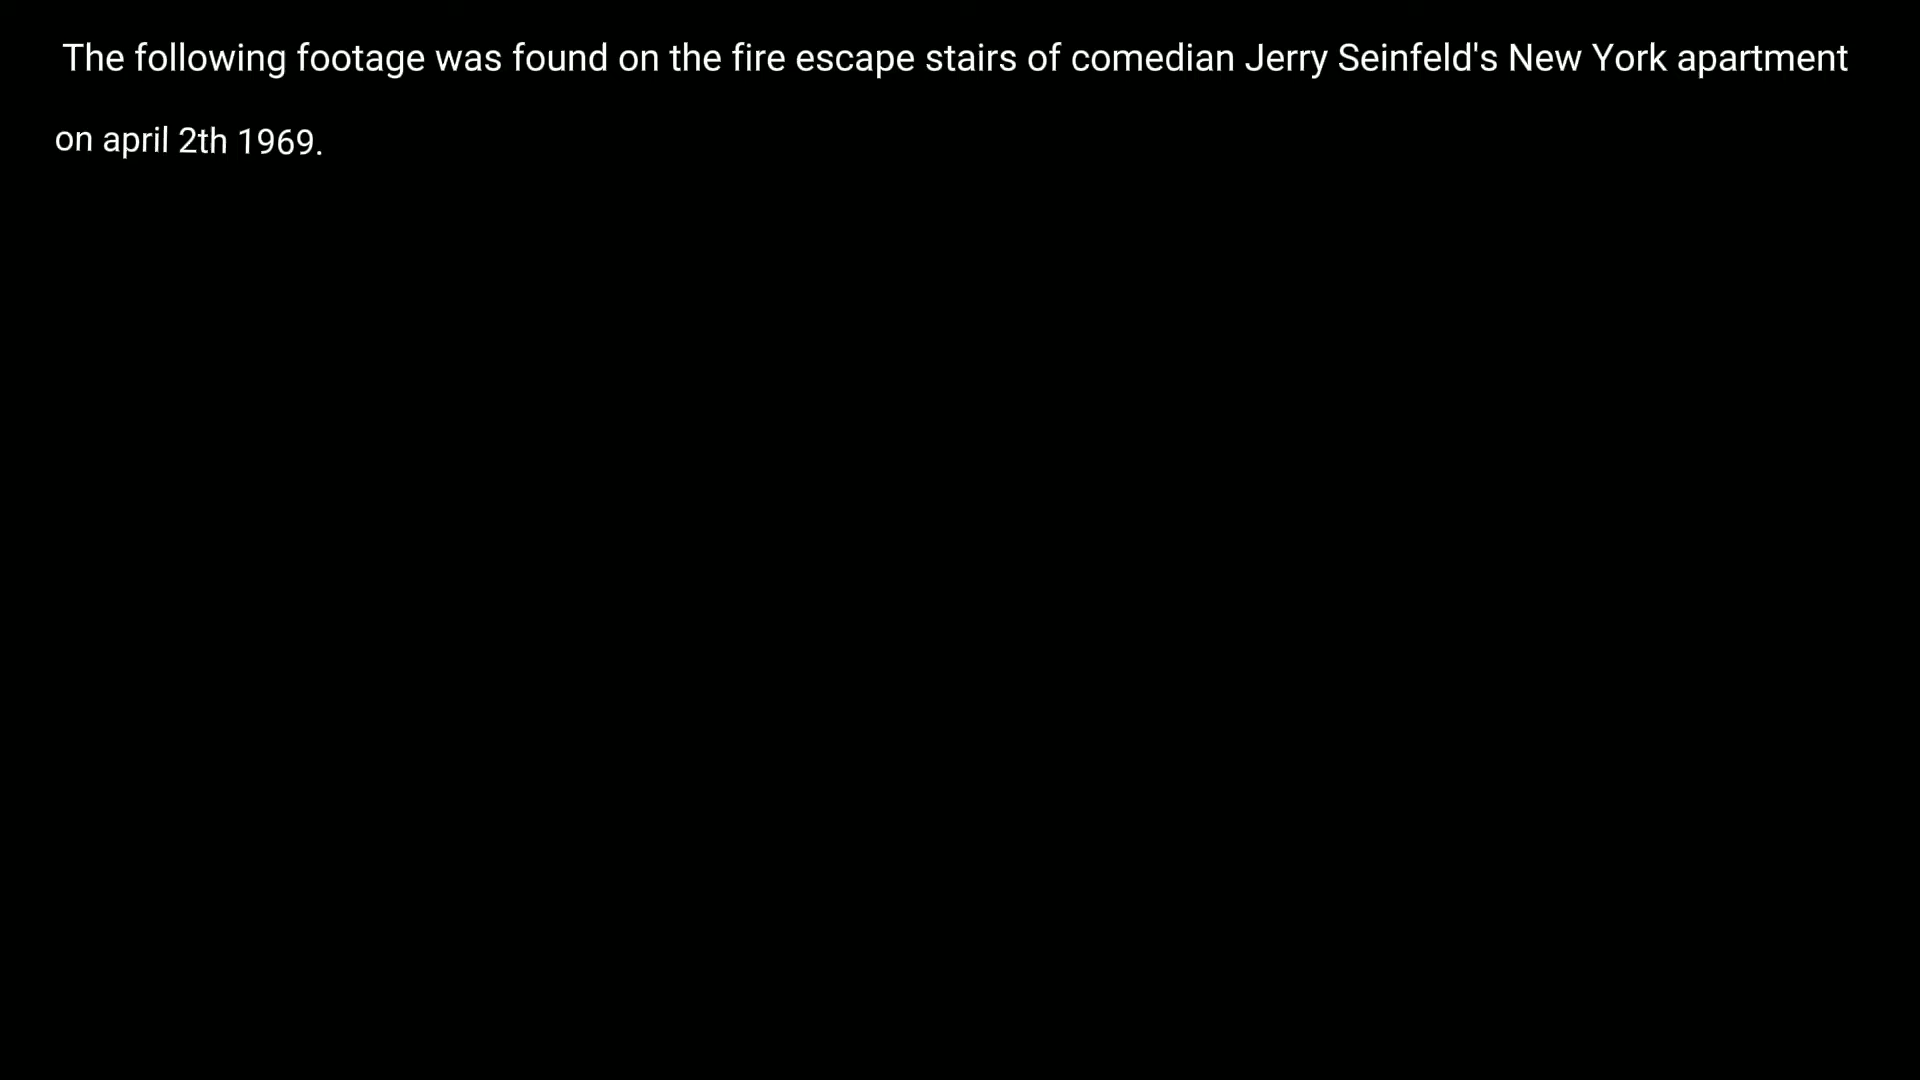 The following footage was found on the fire escape stairs of comedian Jerry Seinfeld's New York apartment
on april 2th 1969.